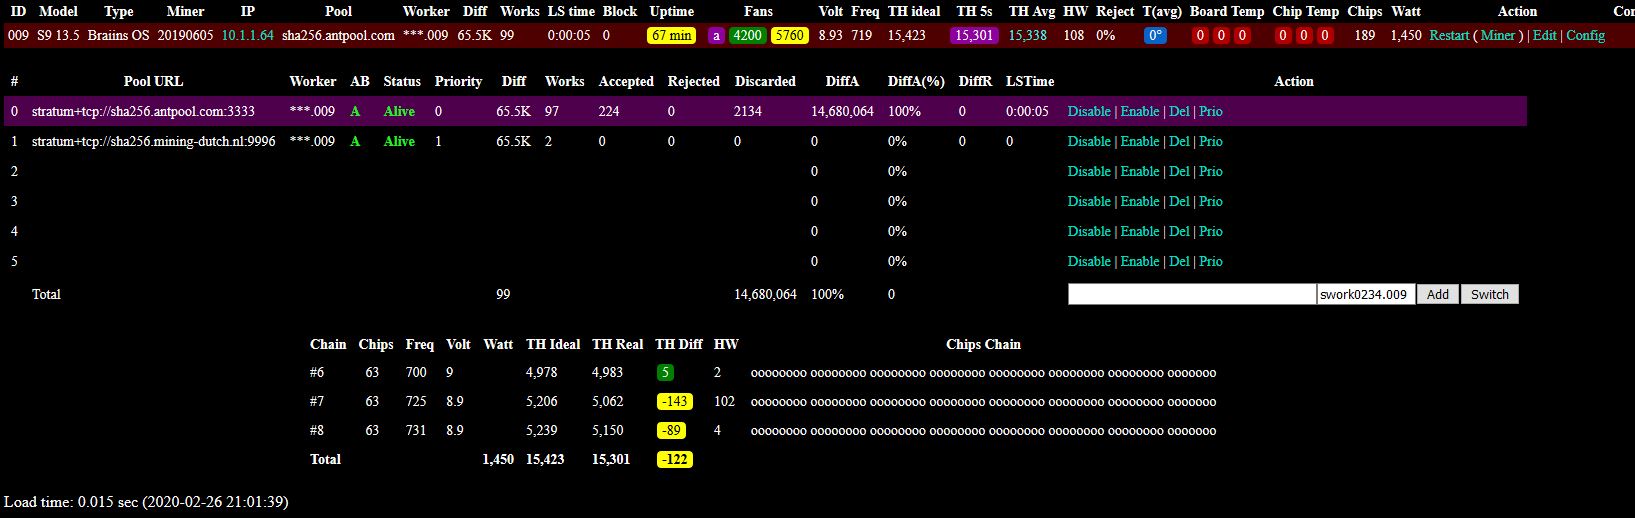 ID Model Type Miner IP Pool Worker Diff Works LS time Block Uptime Fans Volt Freq TH ideal TH 5s TH Avg HW Reject T(avg) Board Temp Chip Temp Chips Watt Action Con
009 S9 13.5 Braiins OS 20190605 10.1.1.64 sha256.antpool.com ***.009 65.5K 99 0:00:05 0 67 min a 4200 5760 8.93 719 15,423 15,301 15,338 108 0% 0° 0 0 0 0 0 0 189 1,450 Restart ( Miner ) | Edit | Config
# Pool URL Worker AB Status Priority Diff Works Accepted Rejected Discarded DiffA DiffA(%) DiffR LSTime Action
0 stratum+tcp://sha256.antpool.com:3333 ***.009 A Alive 0 65.5K 97 224 0 2134 14,680,064 100% 0 0:00:05 Disable | Enable | Del | Prio
1 stratum+tcp://sha256.mining-dutch.nl:9996 ***.009 A Alive 1 65.5K 2 0 0 0 0 0% 0 0 Disable | Enable | Del | Prio
2 0 0% Disable | Enable | Del | Prio
3 0 0% Disable | Enable | Del | Prio
4 0 0% Disable | Enable | Del | Prio
5 0 0% Disable | Enable | Del | Prio
Total 99 14,680,064 100% 0 swork0234.009 Add Switch
Chain Chips Freq Volt Watt TH Ideal TH Real TH Diff HW Chips Chain
#6 63 700 9 4,978 4,983 5 2 oooooooo oooooooo oooooooo oooooooo oooooooo oooooooo oooooooo ooooooo
#7 63 725 8.9 5,206 5,062 -143 102 oooooooo oooooooo oooooooo oooooooo oooooooo oooooooo oooooooo ooooooo
#8 63 731 8.9 5,239 5,150 -89 4 oooooooo oooooooo oooooooo oooooooo oooooooo oooooooo oooooooo ooooooo
Total 1,450 15,423 15,301 -122
Load time: 0.015 sec (2020-02-26 21:01:39)